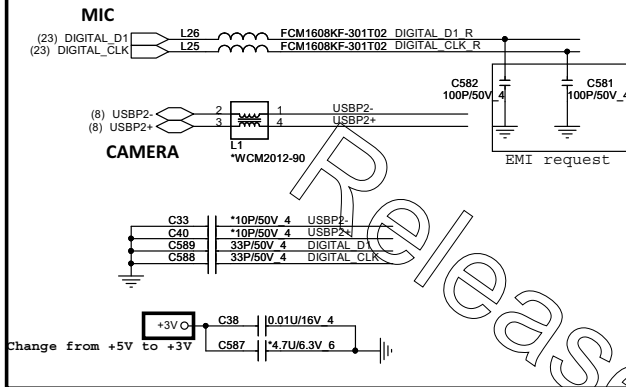 MIC
(23) DIGITAL_D1 L26 FCM1608KF-301T02 DIGITAL_D1_R
(23) DIGITAL_CLK L25 FCM1608KF-301T02 DIGITAL_CLK_R
C582
100P/50V_4
C581
100P/50V_4
EMI request
(8) USBP2- 2 1 USBP2-
(8) USBP2+ 3 4 USBP2+
L1
*WCM2012-90
CAMERA
C33 *10P/50V_4 USBP2-
C40 *10P/50V_4 USBP2+
C589 33P/50V_4 DIGITAL_D1
C588 33P/50V_4 DIGITAL_CLK
+3V C38 0.01U/16V_4
Change from +5V to +3V
C587 *4.7U/6.3V_6
Release